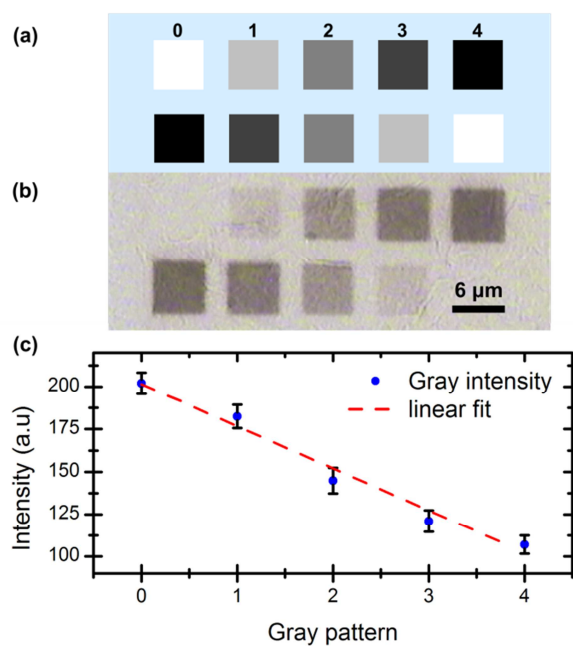 (a)
0 1 2 3 4
(b)
6 µm
(c)
200
175
150
125
100
Intensity (a.u)
Gray intensity
linear fit
0 1 2 3 4
Gray pattern